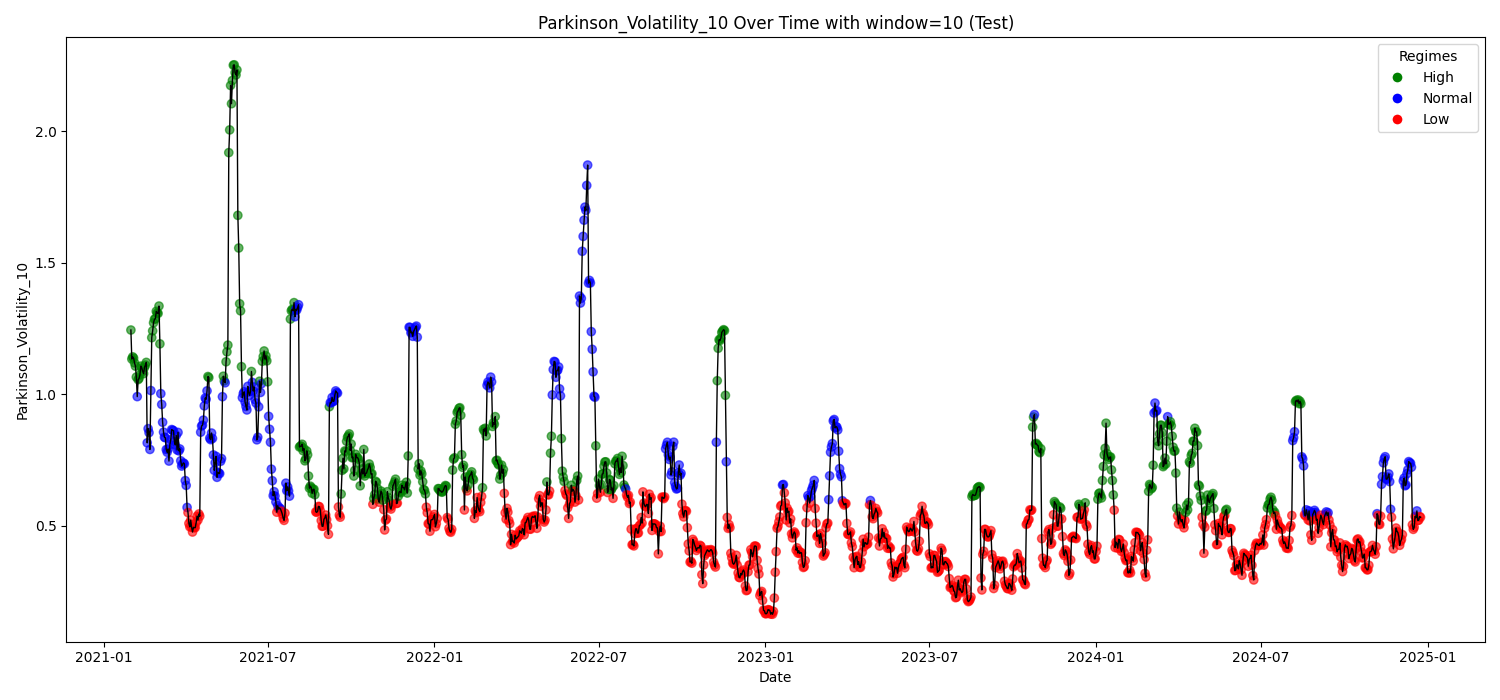 Parkinson_Volatility_10 Over Time with window=10 (Test)
Regimes
High
Normal
Low
Parkinson_Volatility_10
2.0
1.5
1.0
0.5
2021-01
2021-07
2022-01
2022-07
2023-01
2023-07
2024-01
2024-07
2025-01
Date